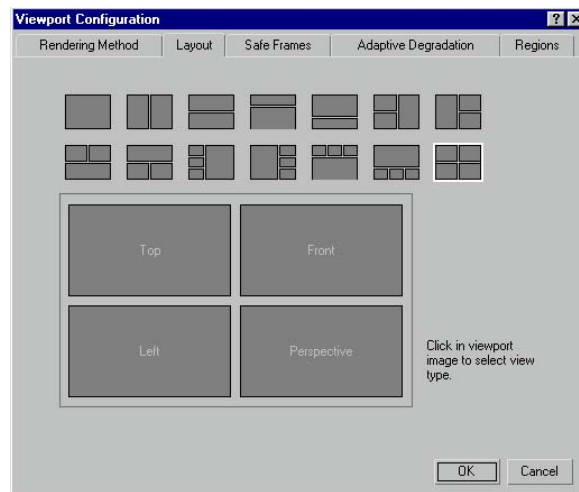 Viewport Configuration
Rendering Method Layout Safe Frames Adaptive Degradation Regions
Top Front
Left Perspective
Click in viewport
image to select view
type.
OK Cancel